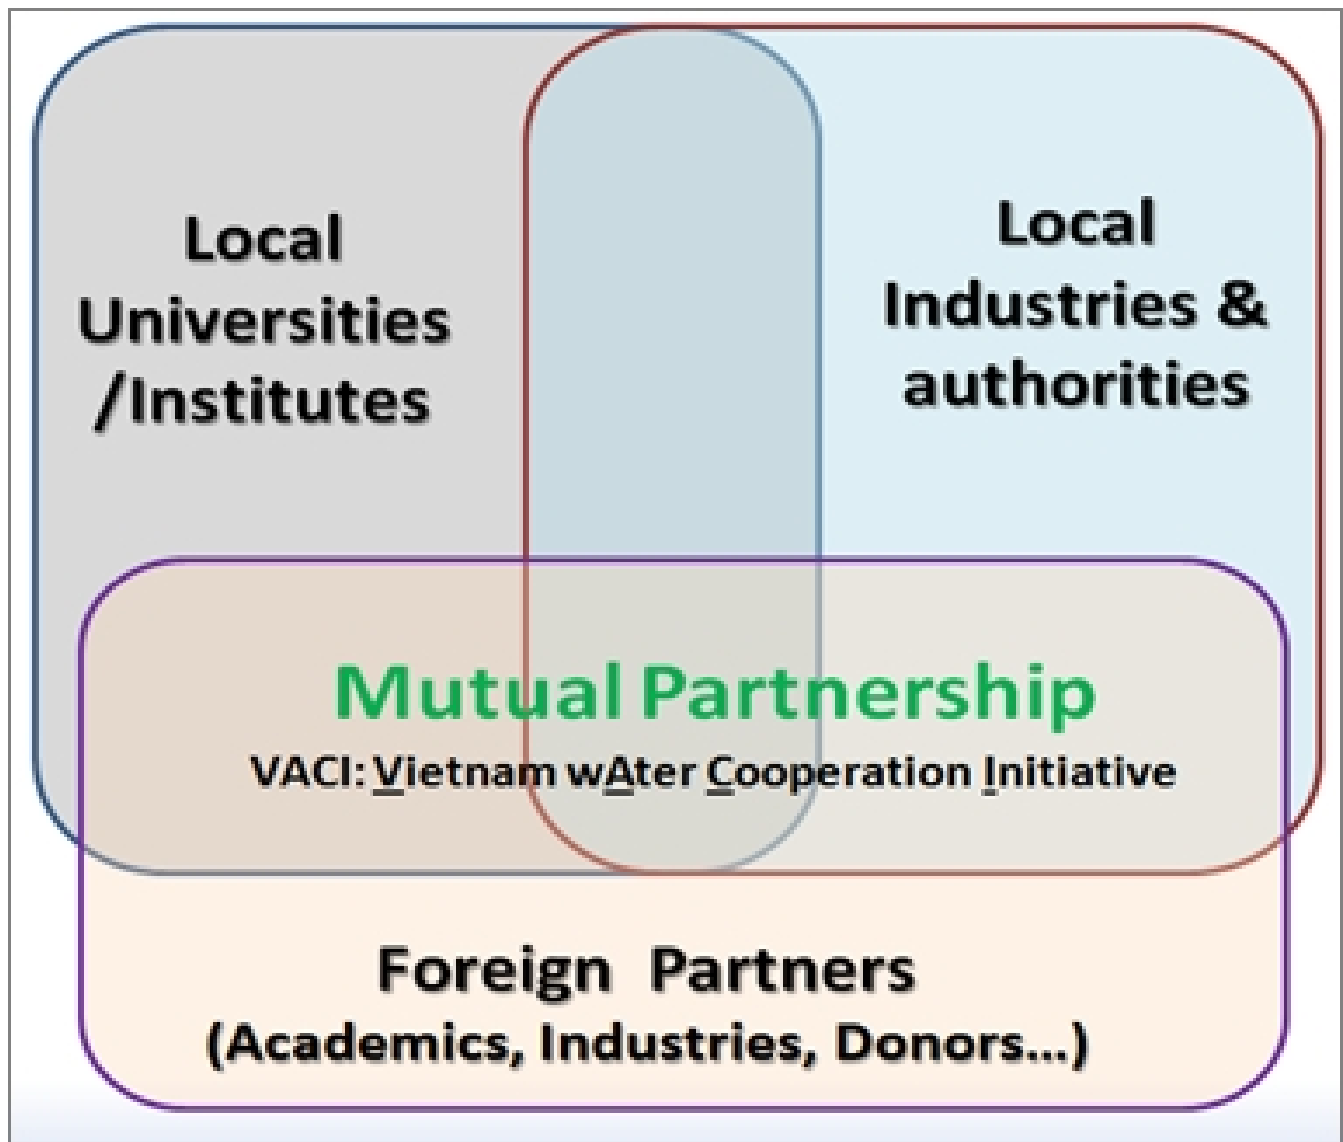 Local
Universities
/Institutes
Local
Industries &
authorities
Mutual Partnership
VACI: Vietnam wAter Cooperation Initiative
Foreign Partners
(Academics, Industries, Donors...)